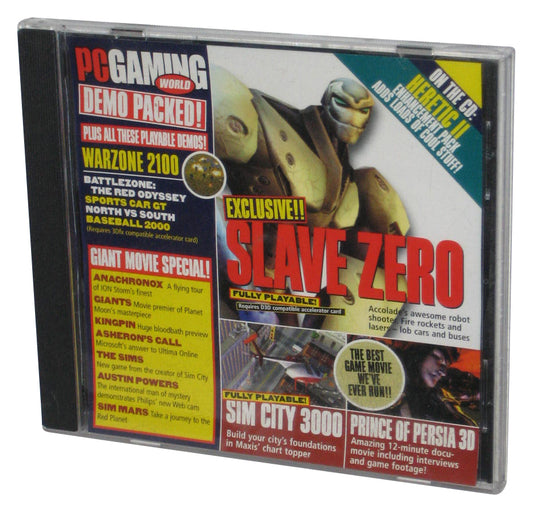 PC GAMING
WORLD
DEMO PACKED!
PLUS ALL THESE PLAYABLE DEMOS!
WARZONE 2100
BATTLEZONE:
THE RED ODYSSEY
SPORTS CAR GT
NORTH VS SOUTH
BASEBALL 2000
(Requires 3Dfx compatible accelerator card)
GIANT MOVIE SPECIAL!
ANACHRONOX A flying tour
of ION Storm's finest
GIANTS Movie premier of Planet
Moon's masterpiece
KINGPIN Huge bloodbath preview
ASHERON'S CALL
Microsoft's answer to Ultima Online
THE SIMS
New game from the creator of Sim City
AUSTIN POWERS
The international man of mystery
demonstrates Philips' new Web cam
SIM MARS Take a journey to the
Red Planet
ON THE CD:
HERETIC II
ENHANCEMENT PACK
ADDS LOADS OF COOL STUFF!
EXCLUSIVE!!
SLAVE ZERO
FULLY PLAYABLE!
Requires D3D compatible accelerator card
Accolade's awesome robot
shooter. Fire rockets and
lasers – lob cars and buses
THE BEST
GAME MOVIE
WE'VE
EVER RUN!!
FULLY PLAYABLE!
SIM CITY 3000
Build your city's foundations
in Maxis' chart topper
PRINCE OF PERSIA 3D
Amazing 12-minute docu-
movie including interviews
and game footage!